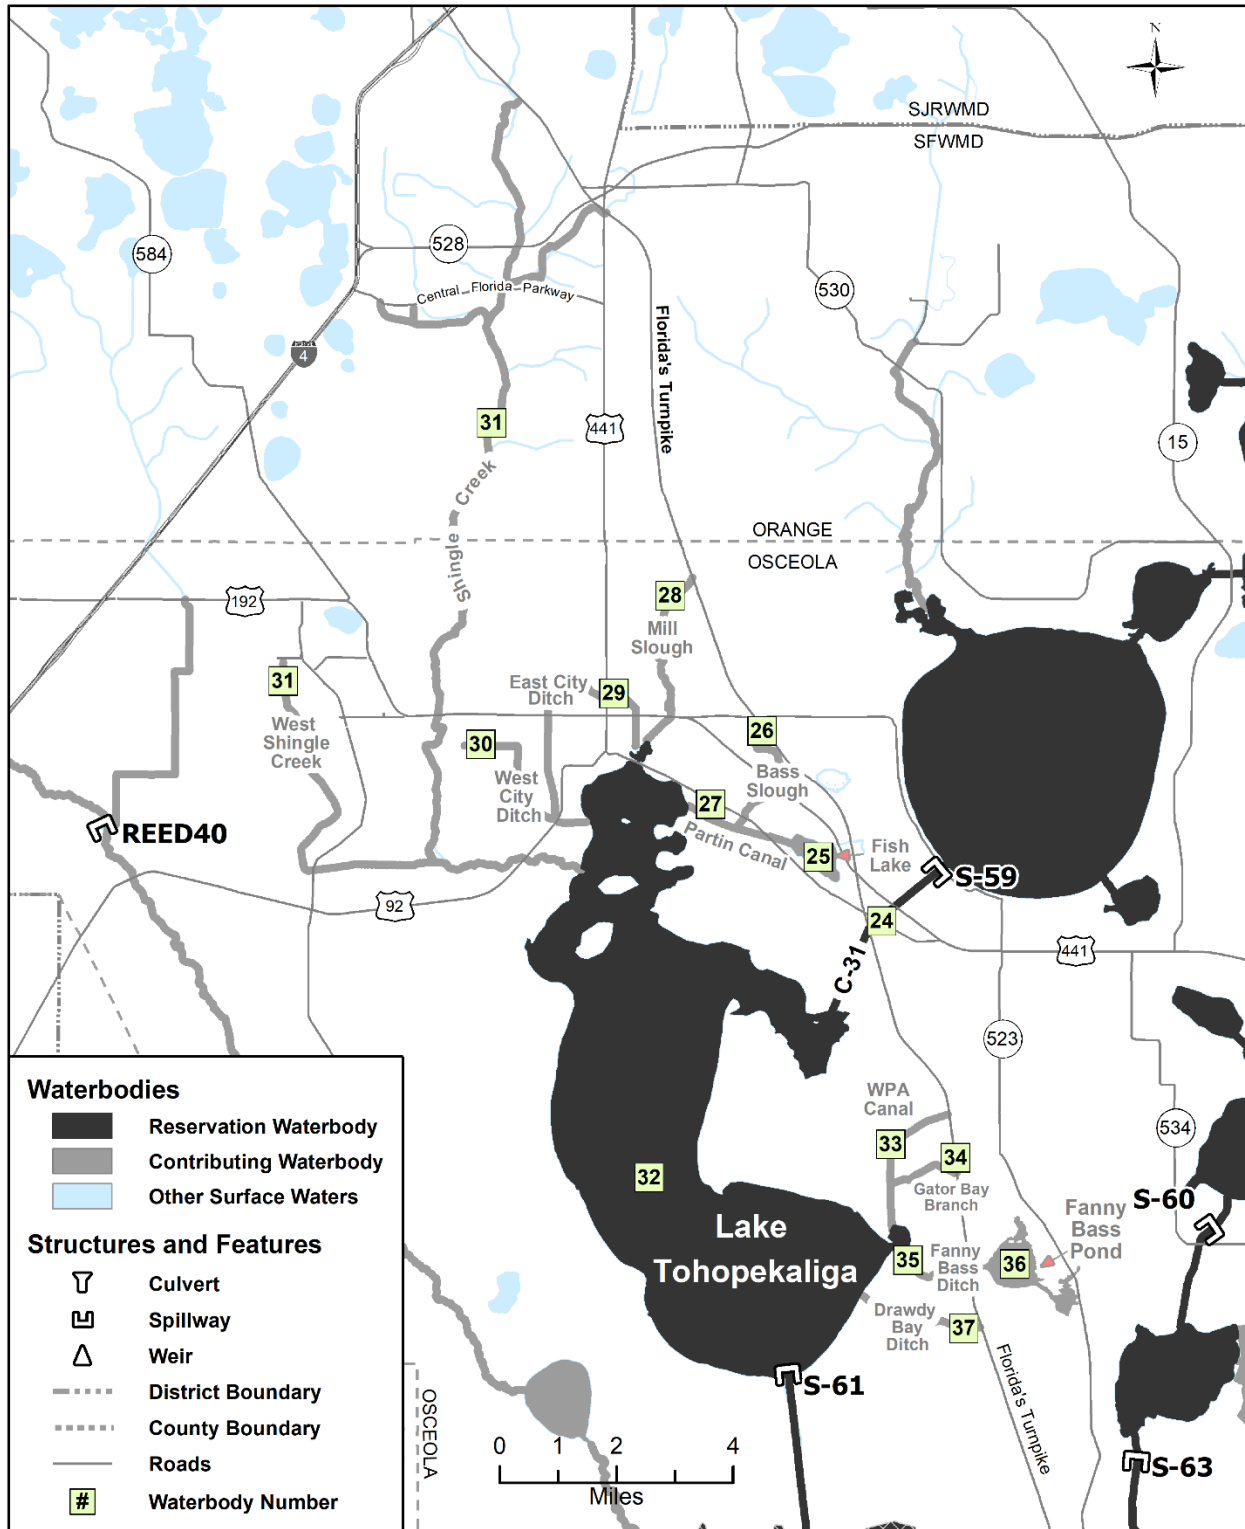 N
SJRWMD
SFWMD
584
528
Central Florida Parkway
530
4
Florida's Turnpike
31
441
15
Shingle Creek
ORANGE
OSCEOLA
192
28
Mill
Slough
31
East City
Ditch
29
West
Shingle
Creek
30
26
West
City
Ditch
Bass
Slough
27
REED40
Partin Canal
25
Fish
Lake
S-59
92
24
441
C-31
523
WPA
Canal
534
33
34
32
Gator Bay
Branch
S-60
Fanny
Bass
Pond
Lake
Tohopekaliga
35
Fanny
Bass
Ditch
36
Drawdy
Bay
Ditch
37
S-61
Florida's Turnpike
S-63
OSCEOLA
0 1 2 4
Miles
Waterbodies
Reservation Waterbody
Contributing Waterbody
Other Surface Waters
Structures and Features
Culvert
Spillway
Weir
District Boundary
County Boundary
Roads
# Waterbody Number